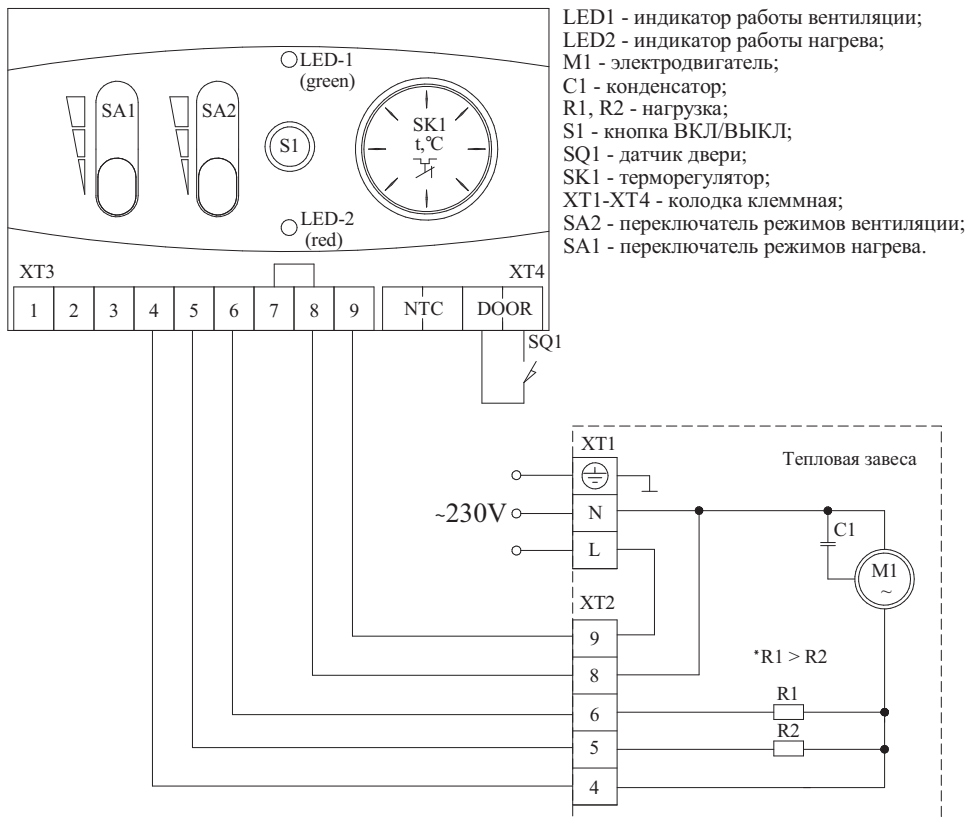 LED1 - индикатор работы вентиляции;
LED2 - индикатор работы нагрева;
M1 - электродвигатель;
C1 - конденсатор;
R1, R2 - нагрузка;
S1 - кнопка ВКЛ/ВЫКЛ;
SQ1 - датчик двери;
SK1 - терморегулятор;
XT1-XT4 - колодка клеммная;
SA2 - переключатель режимов вентиляции;
SA1 - переключатель режимов нагрева.
LED-1
(green)
SA1
SA2
S1
SK1
t,°C
LED-2
(red)
XT3
XT4
1 2 3 4 5 6 7 8 9 NTC DOOR
SQ1
XT1
Тепловая завеса
~230V
N
L
C1
M1
~
XT2
9
8
*R1 > R2
6
R1
5
R2
4